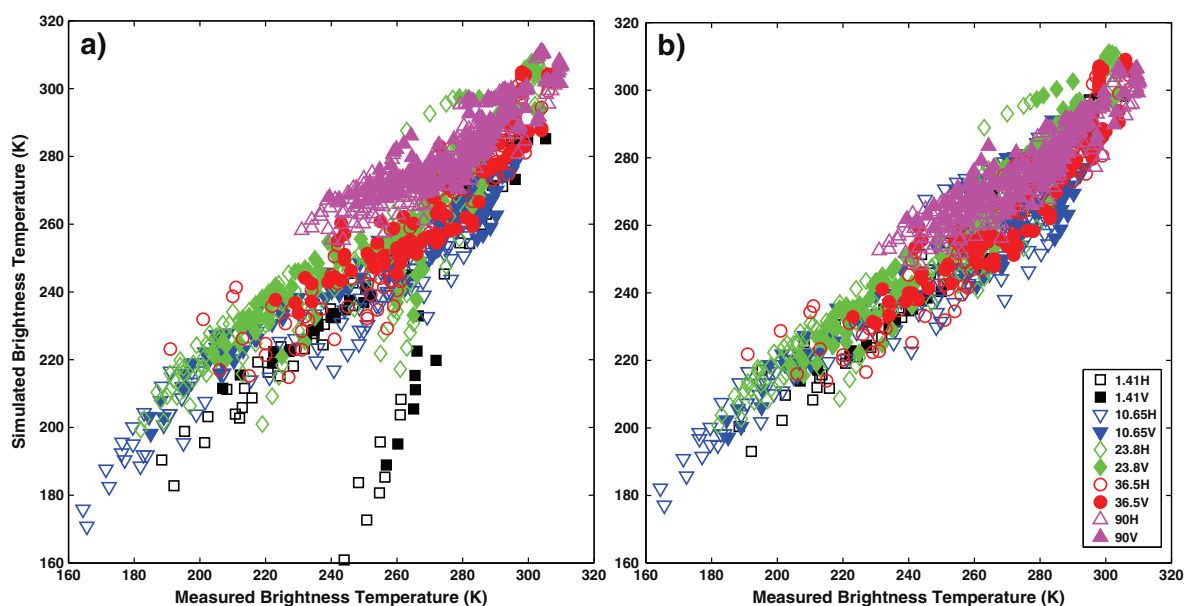 a)
Simulated Brightness Temperature (K)
320
300
280
260
240
220
200
180
160
160 180 200 220 240 260 280 300 320
Measured Brightness Temperature (K)
b)
320
300
280
260
240
220
200
180
160
160 180 200 220 240 260 280 300 320
Measured Brightness Temperature (K)
1.41H
1.41V
10.65H
10.65V
23.8H
23.8V
36.5H
36.5V
90H
90V